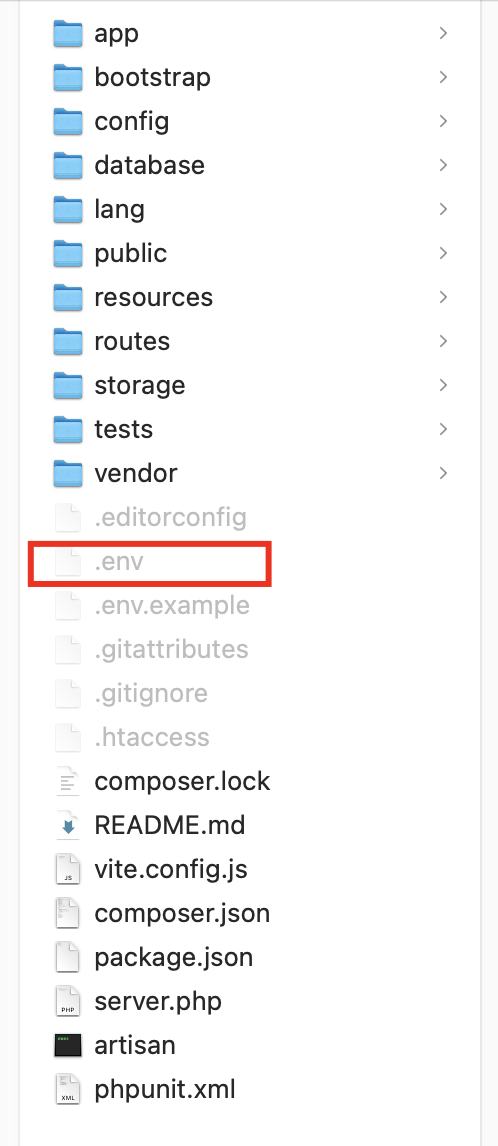 app
bootstrap
config
database
lang
public
resources
routes
storage
tests
vendor
.editorconfig
.env
.env.example
.gitattributes
.gitignore
.htaccess
composer.lock
README.md
JS
vite.config.js
composer.json
package.json
PHP
server.php
artisan
XML
phpunit.xml